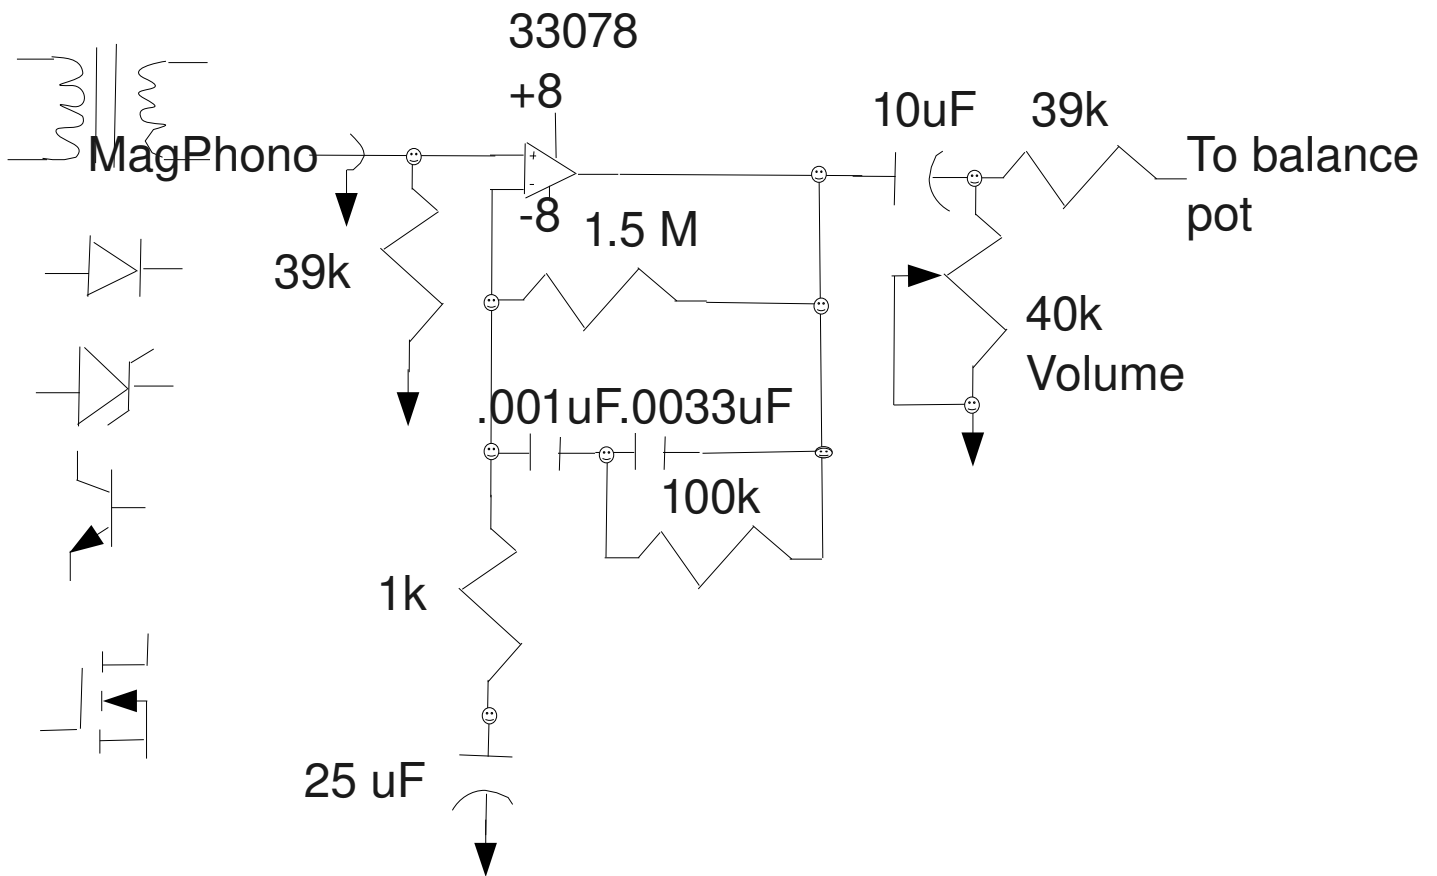 33078
+8
10uF
39k
MagPhono
+
-
To balance
pot
-8
1.5 M
39k
40k
Volume
.001uF
.0033uF
100k
1k
25 uF